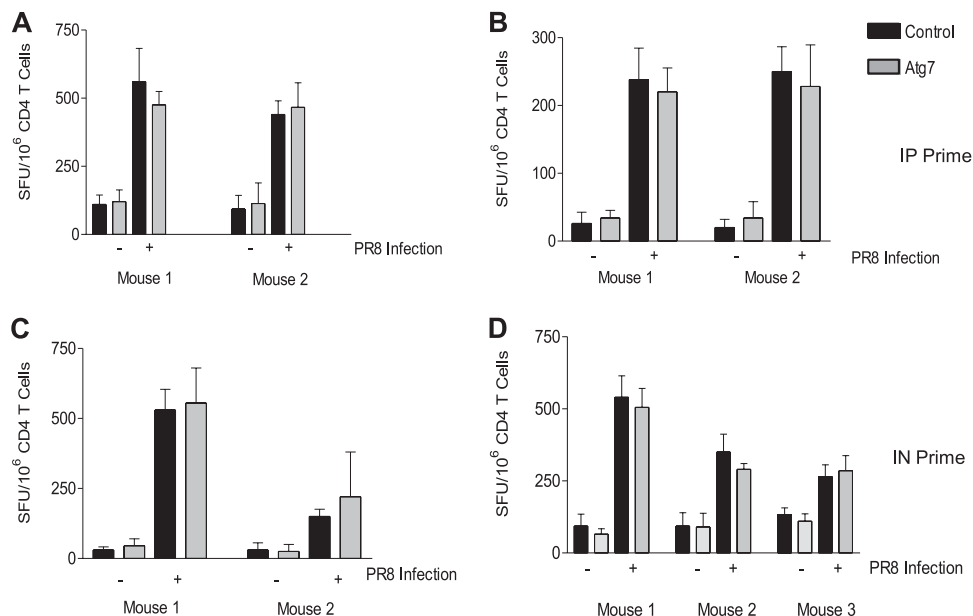 A
SFU/10⁶ CD4 T Cells
750
500
250
0
- + - +
PR8 Infection
Mouse 1 Mouse 2
B
SFU/10⁶ CD4 T Cells
300
200
100
0
- + - +
PR8 Infection
Mouse 1 Mouse 2
Control
Atg7
IP Prime
C
SFU/10⁶ CD4 T Cells
750
500
250
0
- + - +
PR8 Infection
Mouse 1 Mouse 2
D
SFU/10⁶ CD4 T Cells
750
500
250
0
- + - + - +
PR8 Infection
Mouse 1 Mouse 2 Mouse 3
IN Prime